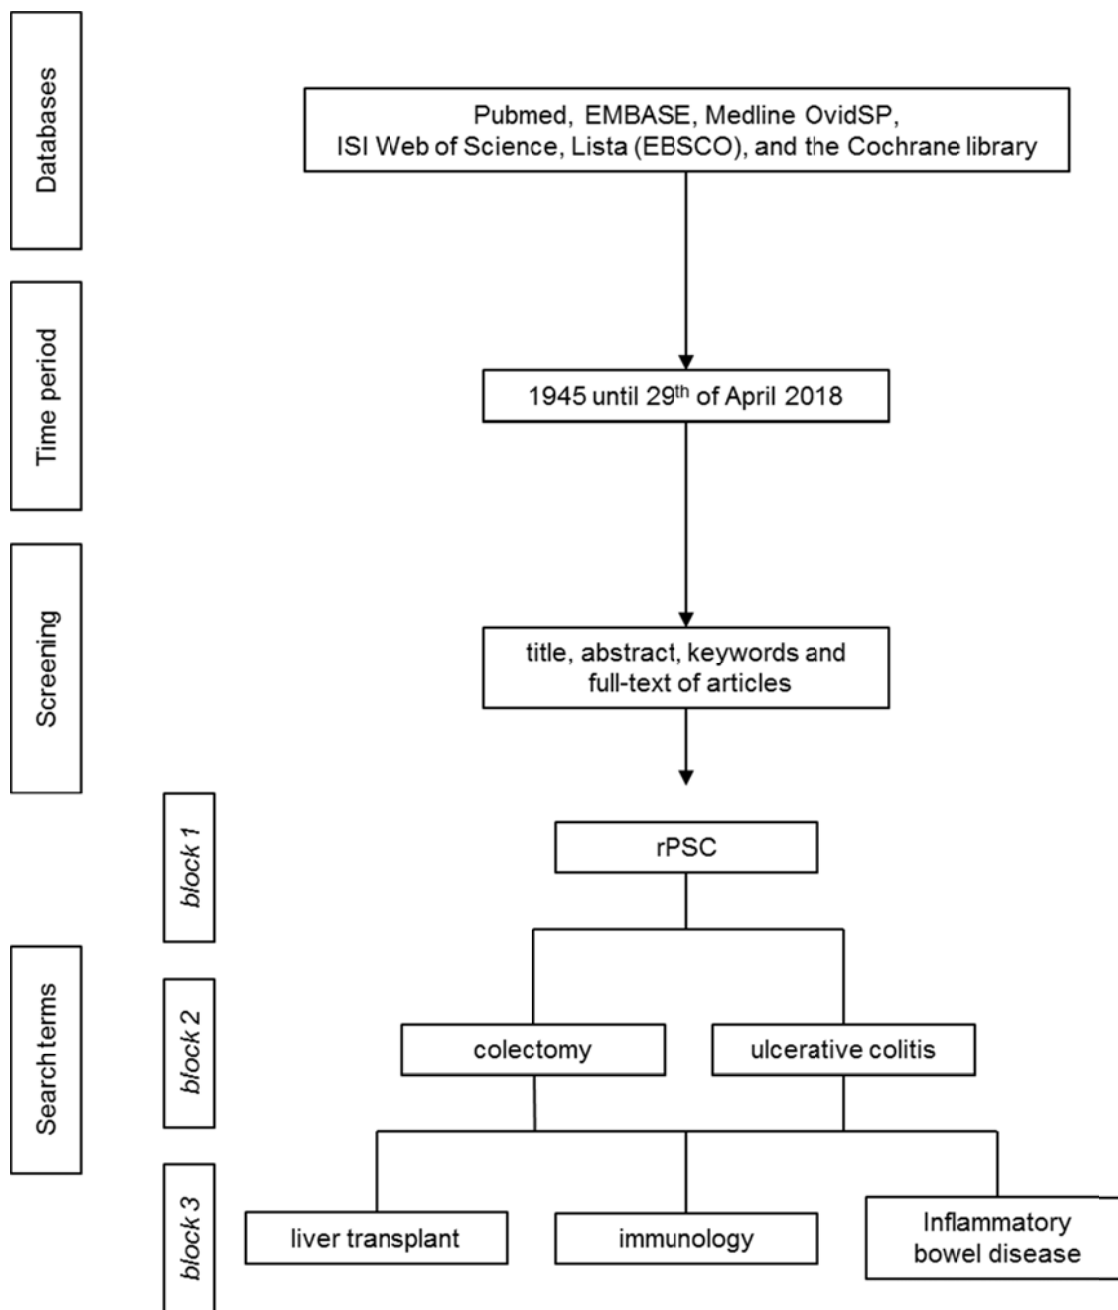 Databases
Pubmed, EMBASE, Medline OvidSP,
ISI Web of Science, Lista (EBSCO), and the Cochrane library
Time period
1945 until 29th of April 2018
Screening
title, abstract, keywords and
full-text of articles
Search terms
block 1
rPSC
block 2
colectomy
ulcerative colitis
block 3
liver transplant
immunology
Inflammatory
bowel disease